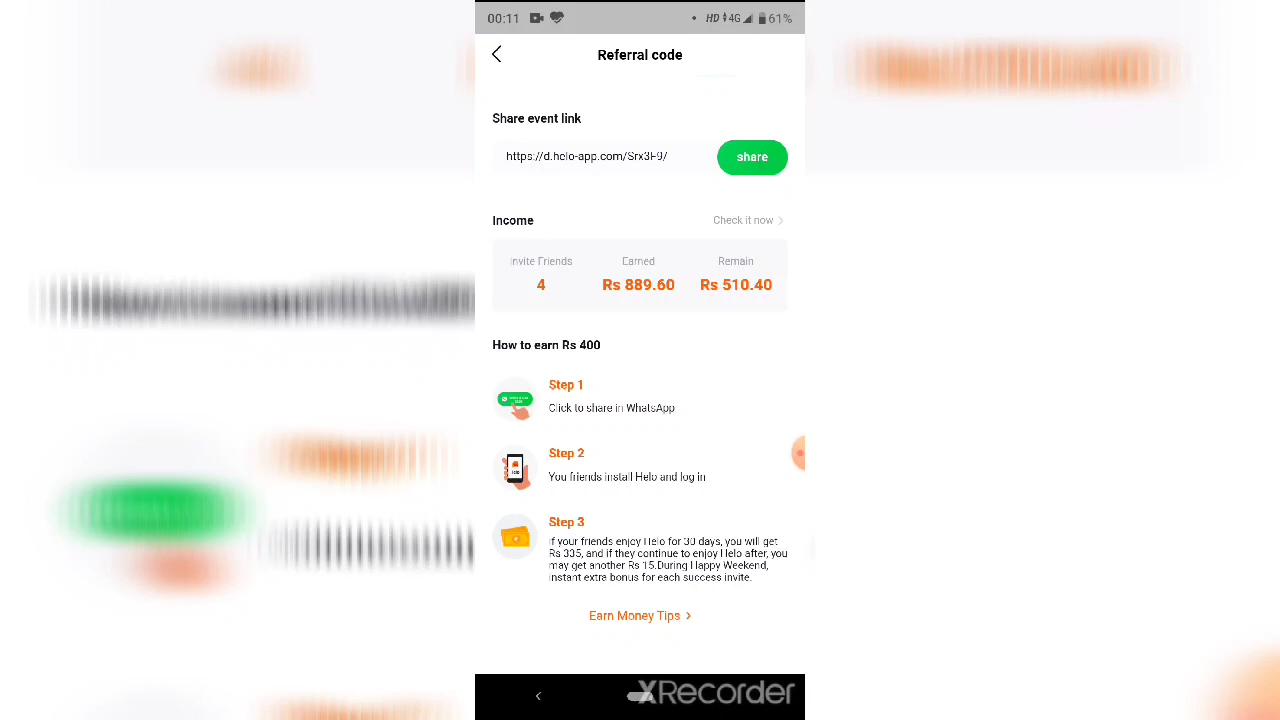 00:11
HD 4G 61%
Referral code
Share event link
https://d.helo-app.com/Srx3F9/
share
Income
Check it now >
Invite Friends
Earned
Remain
4
Rs 889.60
Rs 510.40
How to earn Rs 400
Step 1
Click to share in WhatsApp
Step 2
You friends install Helo and log in
Step 3
If your friends enjoy Helo for 30 days, you will get
Rs 335, and if they continue to enjoy Helo after, you
may get another Rs 15.During Happy Weekend,
instant extra bonus for each success invite.
Earn Money Tips >
XRecorder